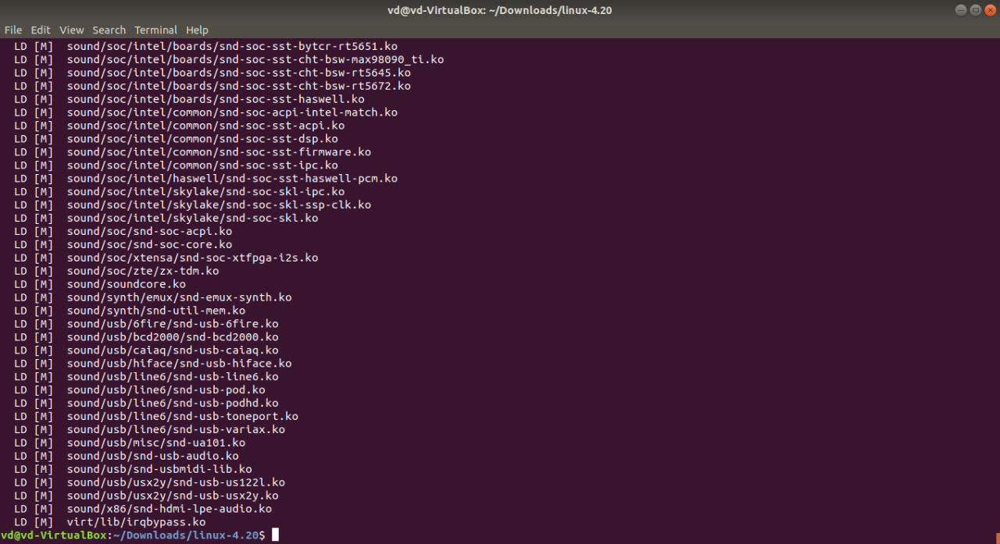 vd@vd-VirtualBox: ~/Downloads/linux-4.20
File Edit View Search Terminal Help
LD [M] sound/soc/intel/boards/snd-soc-sst-bytcr-rt5651.ko
LD [M] sound/soc/intel/boards/snd-soc-sst-cht-bsw-max98090_ti.ko
LD [M] sound/soc/intel/boards/snd-soc-sst-cht-bsw-rt5645.ko
LD [M] sound/soc/intel/boards/snd-soc-sst-cht-bsw-rt5672.ko
LD [M] sound/soc/intel/boards/snd-soc-sst-haswell.ko
LD [M] sound/soc/intel/common/snd-soc-acpi-intel-match.ko
LD [M] sound/soc/intel/common/snd-soc-sst-acpi.ko
LD [M] sound/soc/intel/common/snd-soc-sst-dsp.ko
LD [M] sound/soc/intel/common/snd-soc-sst-firmware.ko
LD [M] sound/soc/intel/common/snd-soc-sst-ipc.ko
LD [M] sound/soc/intel/haswell/snd-soc-sst-haswell-pcm.ko
LD [M] sound/soc/intel/skylake/snd-soc-skl-ipc.ko
LD [M] sound/soc/intel/skylake/snd-soc-skl-ssp-clk.ko
LD [M] sound/soc/intel/skylake/snd-soc-skl.ko
LD [M] sound/soc/snd-soc-acpi.ko
LD [M] sound/soc/snd-soc-core.ko
LD [M] sound/soc/xtensa/snd-soc-xtfpga-i2s.ko
LD [M] sound/soc/zte/zx-tdm.ko
LD [M] sound/soundcore.ko
LD [M] sound/synth/emux/snd-emux-synth.ko
LD [M] sound/synth/snd-util-mem.ko
LD [M] sound/usb/6fire/snd-usb-6fire.ko
LD [M] sound/usb/bcd2000/snd-bcd2000.ko
LD [M] sound/usb/caiaq/snd-usb-caiaq.ko
LD [M] sound/usb/hiface/snd-usb-hiface.ko
LD [M] sound/usb/line6/snd-usb-line6.ko
LD [M] sound/usb/line6/snd-usb-pod.ko
LD [M] sound/usb/line6/snd-usb-podhd.ko
LD [M] sound/usb/line6/snd-usb-toneport.ko
LD [M] sound/usb/line6/snd-usb-variax.ko
LD [M] sound/usb/misc/snd-ua101.ko
LD [M] sound/usb/snd-usb-audio.ko
LD [M] sound/usb/snd-usbmidi-lib.ko
LD [M] sound/usb/usx2y/snd-usb-us122l.ko
LD [M] sound/usb/usx2y/snd-usb-usx2y.ko
LD [M] sound/x86/snd-hdmi-lpe-audio.ko
LD [M] virt/lib/irqbypass.ko
vd@vd-VirtualBox:~/Downloads/linux-4.20$